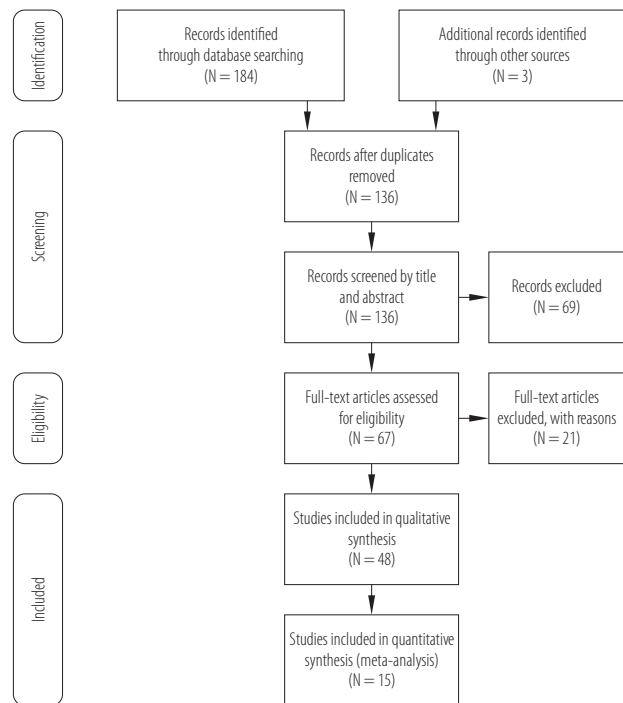 Identification
Records identified
through database searching
(N = 184)
Additional records identified
through other sources
(N = 3)
Screening
Records after duplicates
removed
(N = 136)
Records screened by title
and abstract
(N = 136)
Records excluded
(N = 69)
Eligibility
Full-text articles assessed
for eligibility
(N = 67)
Full-text articles
excluded, with reasons
(N = 21)
Included
Studies included in qualitative
synthesis
(N = 48)
Studies included in quantitative
synthesis (meta-analysis)
(N = 15)